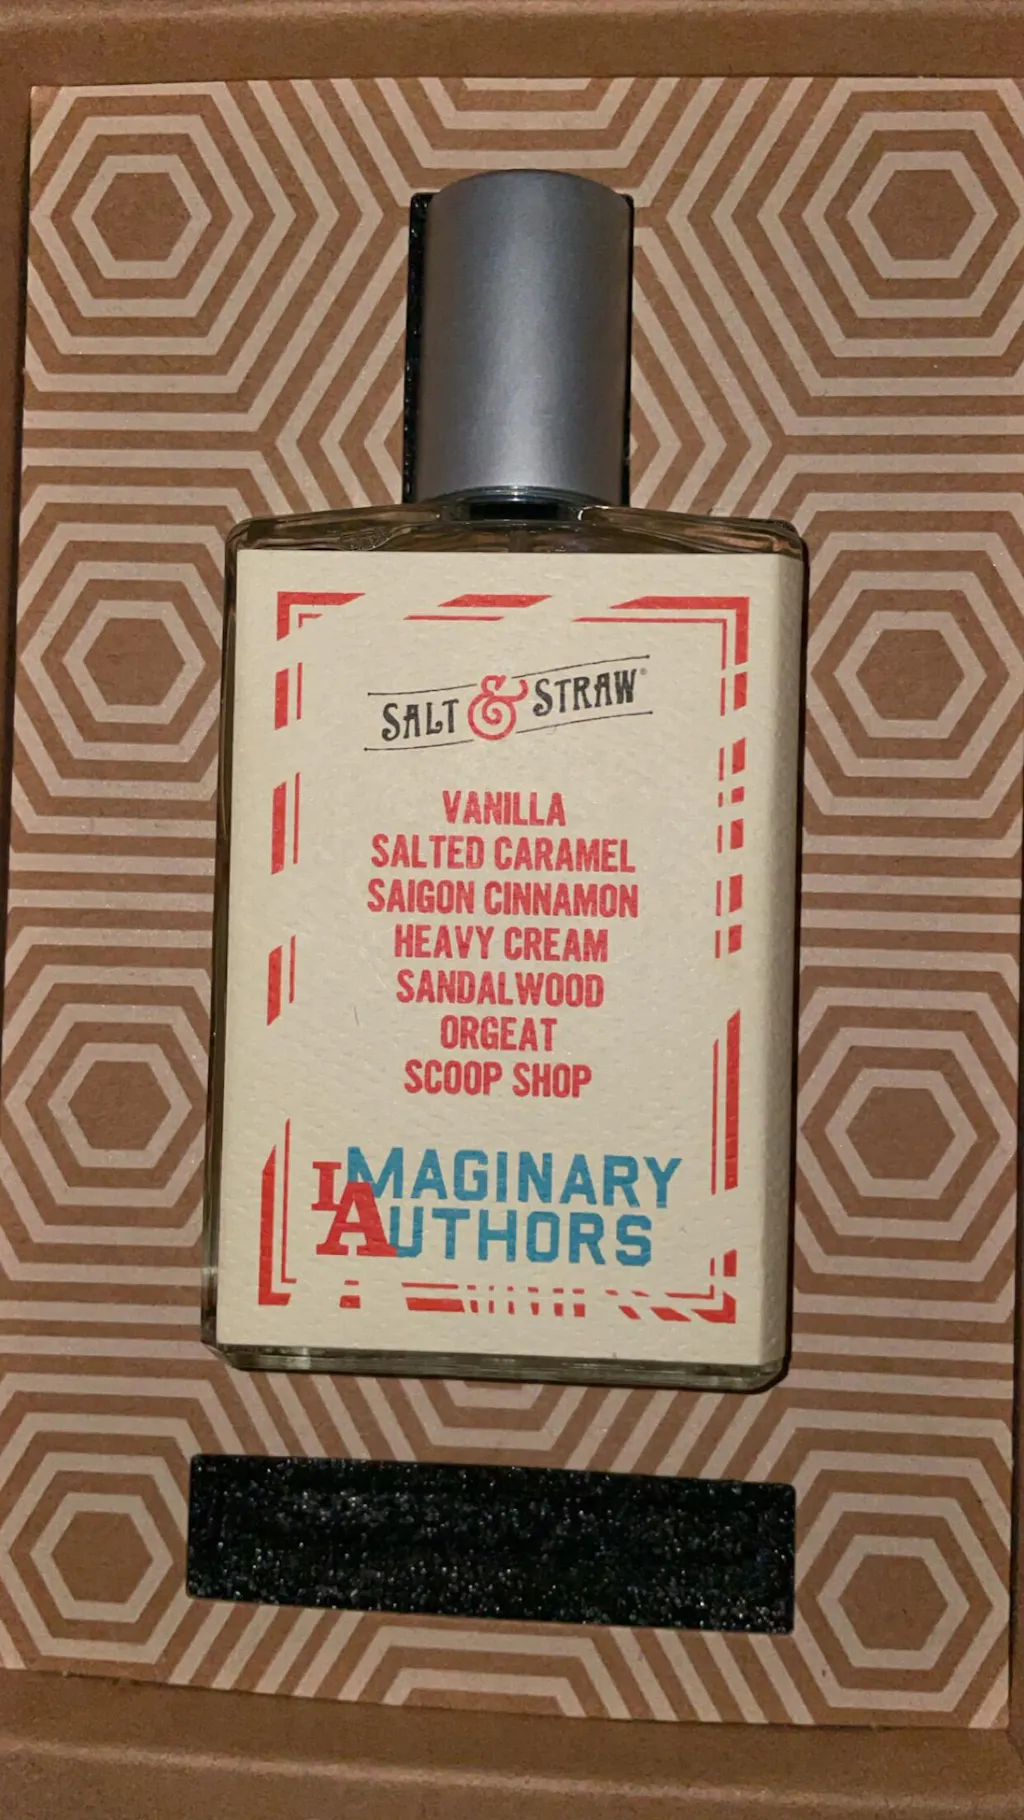 SALT & STRAW®
VANILLA
SALTED CARAMEL
SAIGON CINNAMON
HEAVY CREAM
SANDALWOOD
ORGEAT
SCOOP SHOP
IMAGINARY
AUTHORS